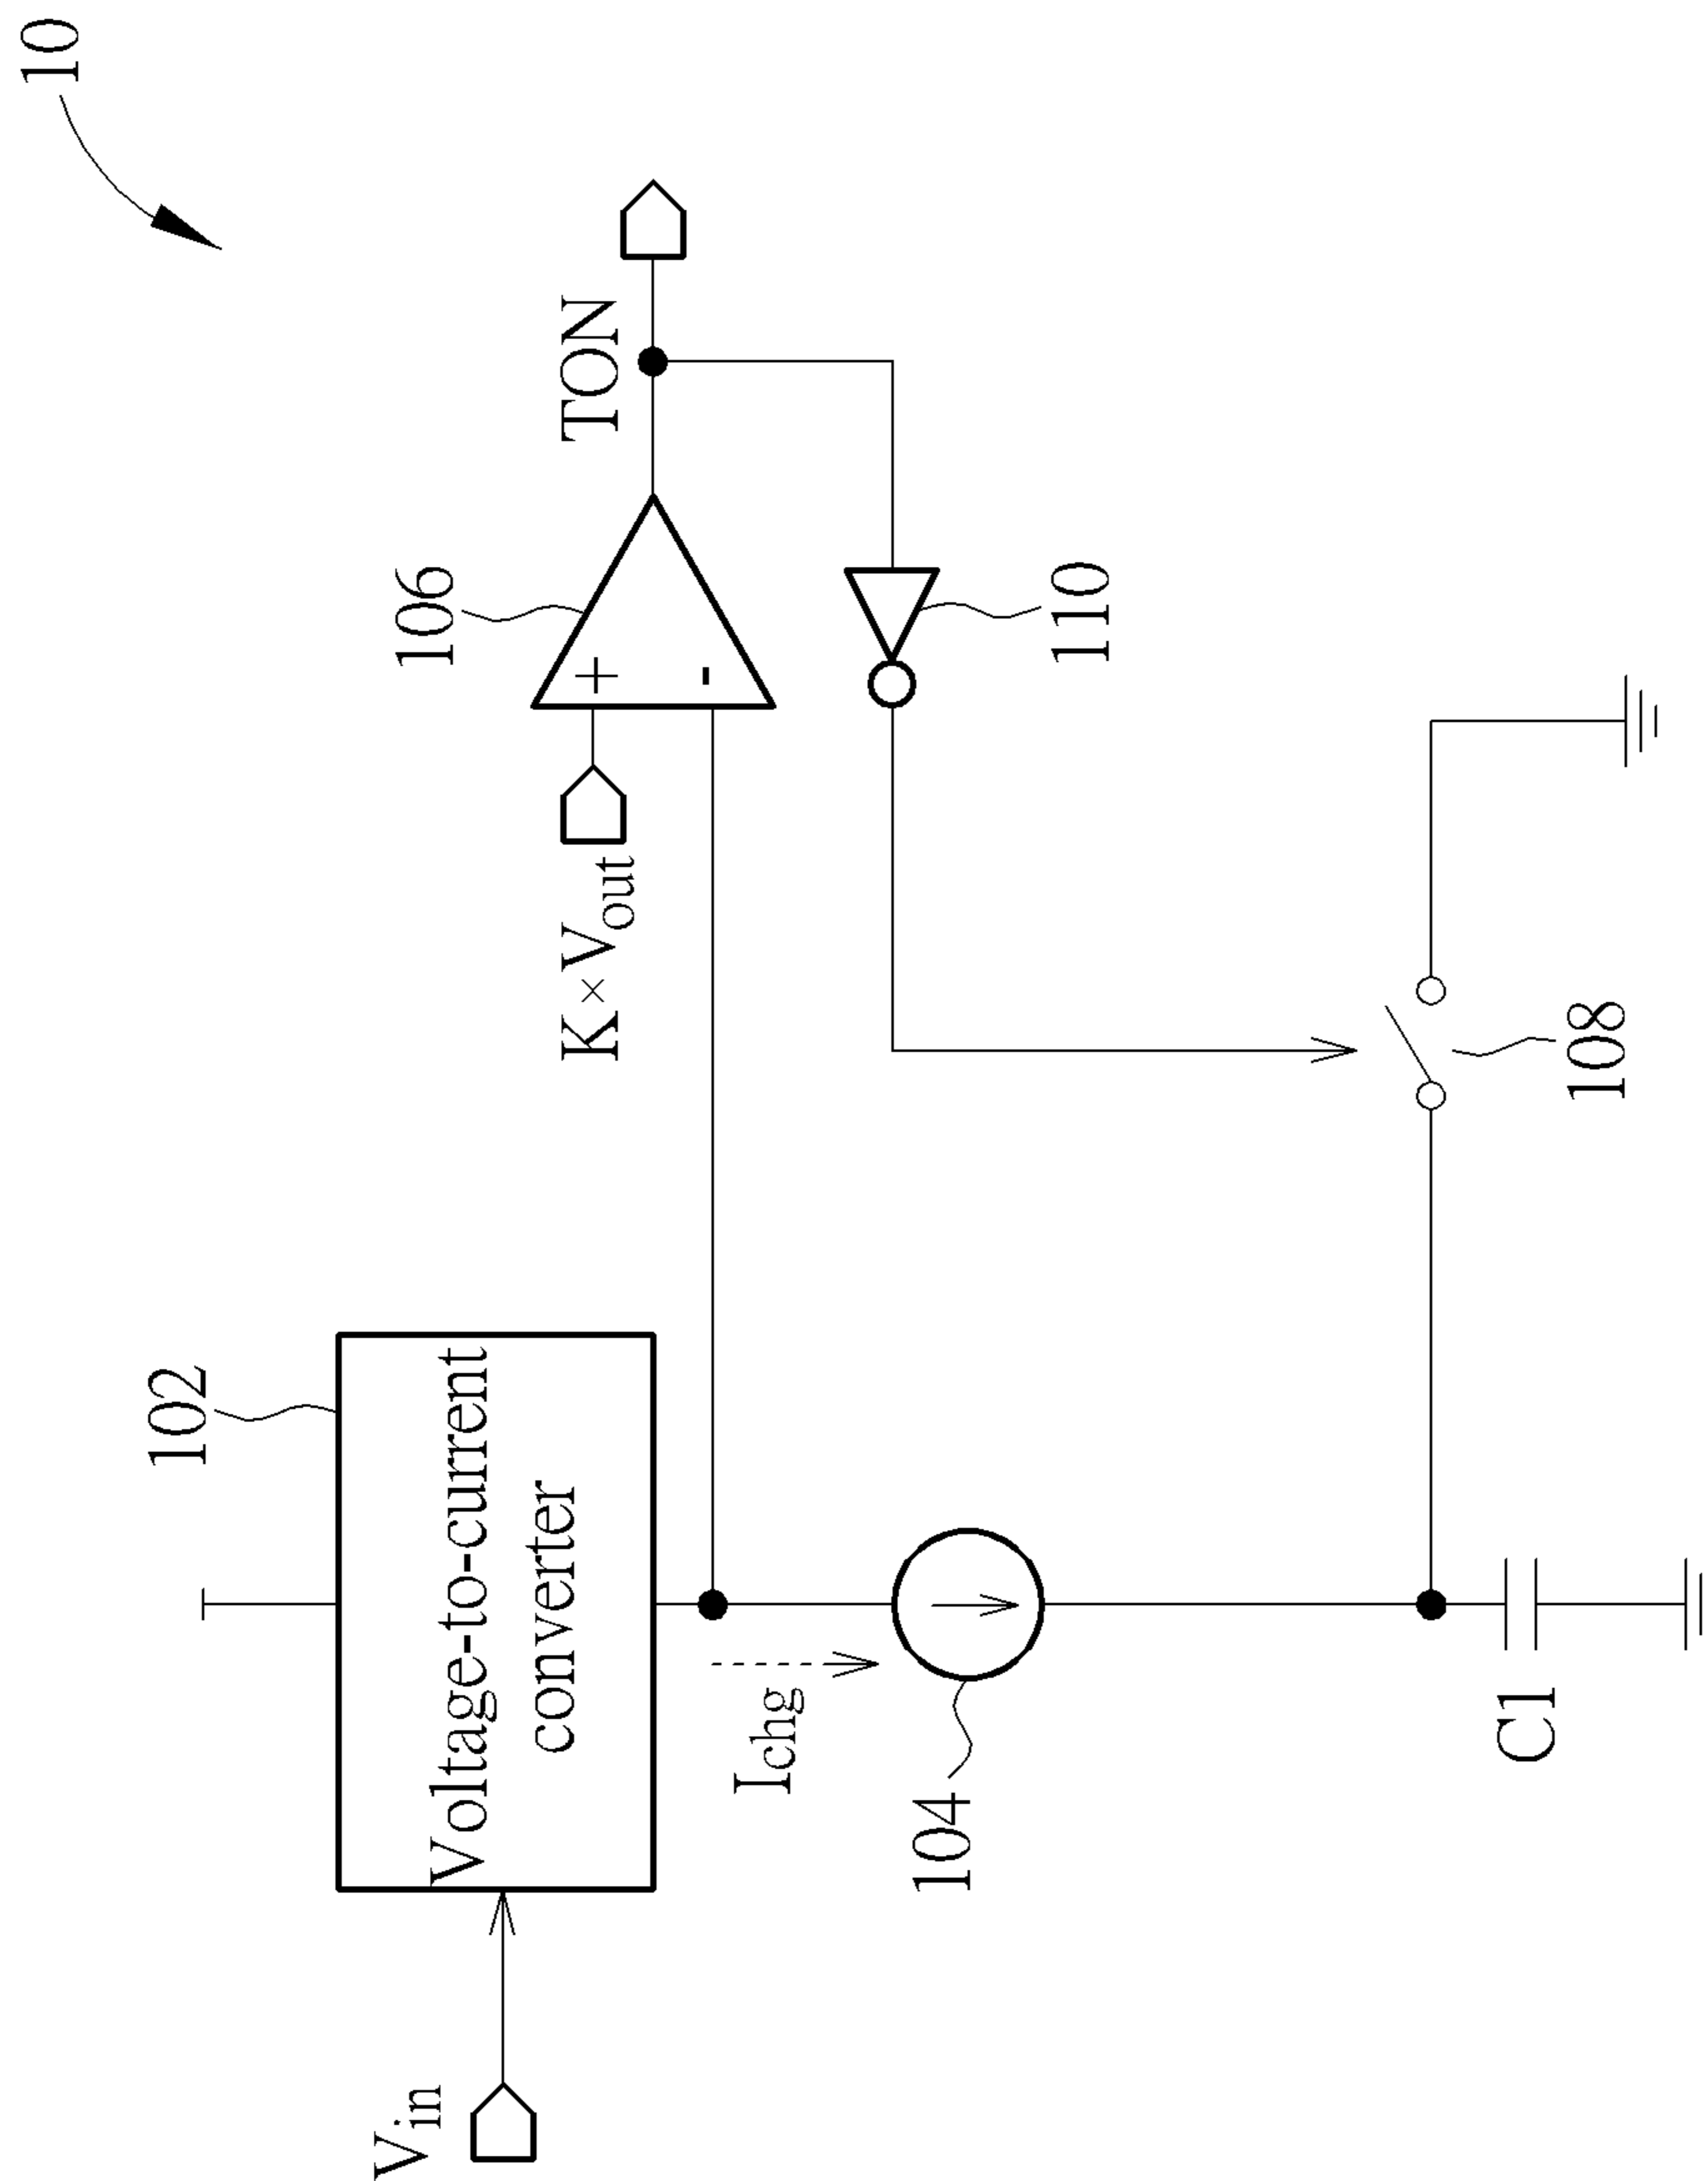 10
102
Voltage-to-current
converter
Vin
106
TON
K×Vout
+
-
Ichg
104
110
108
C1